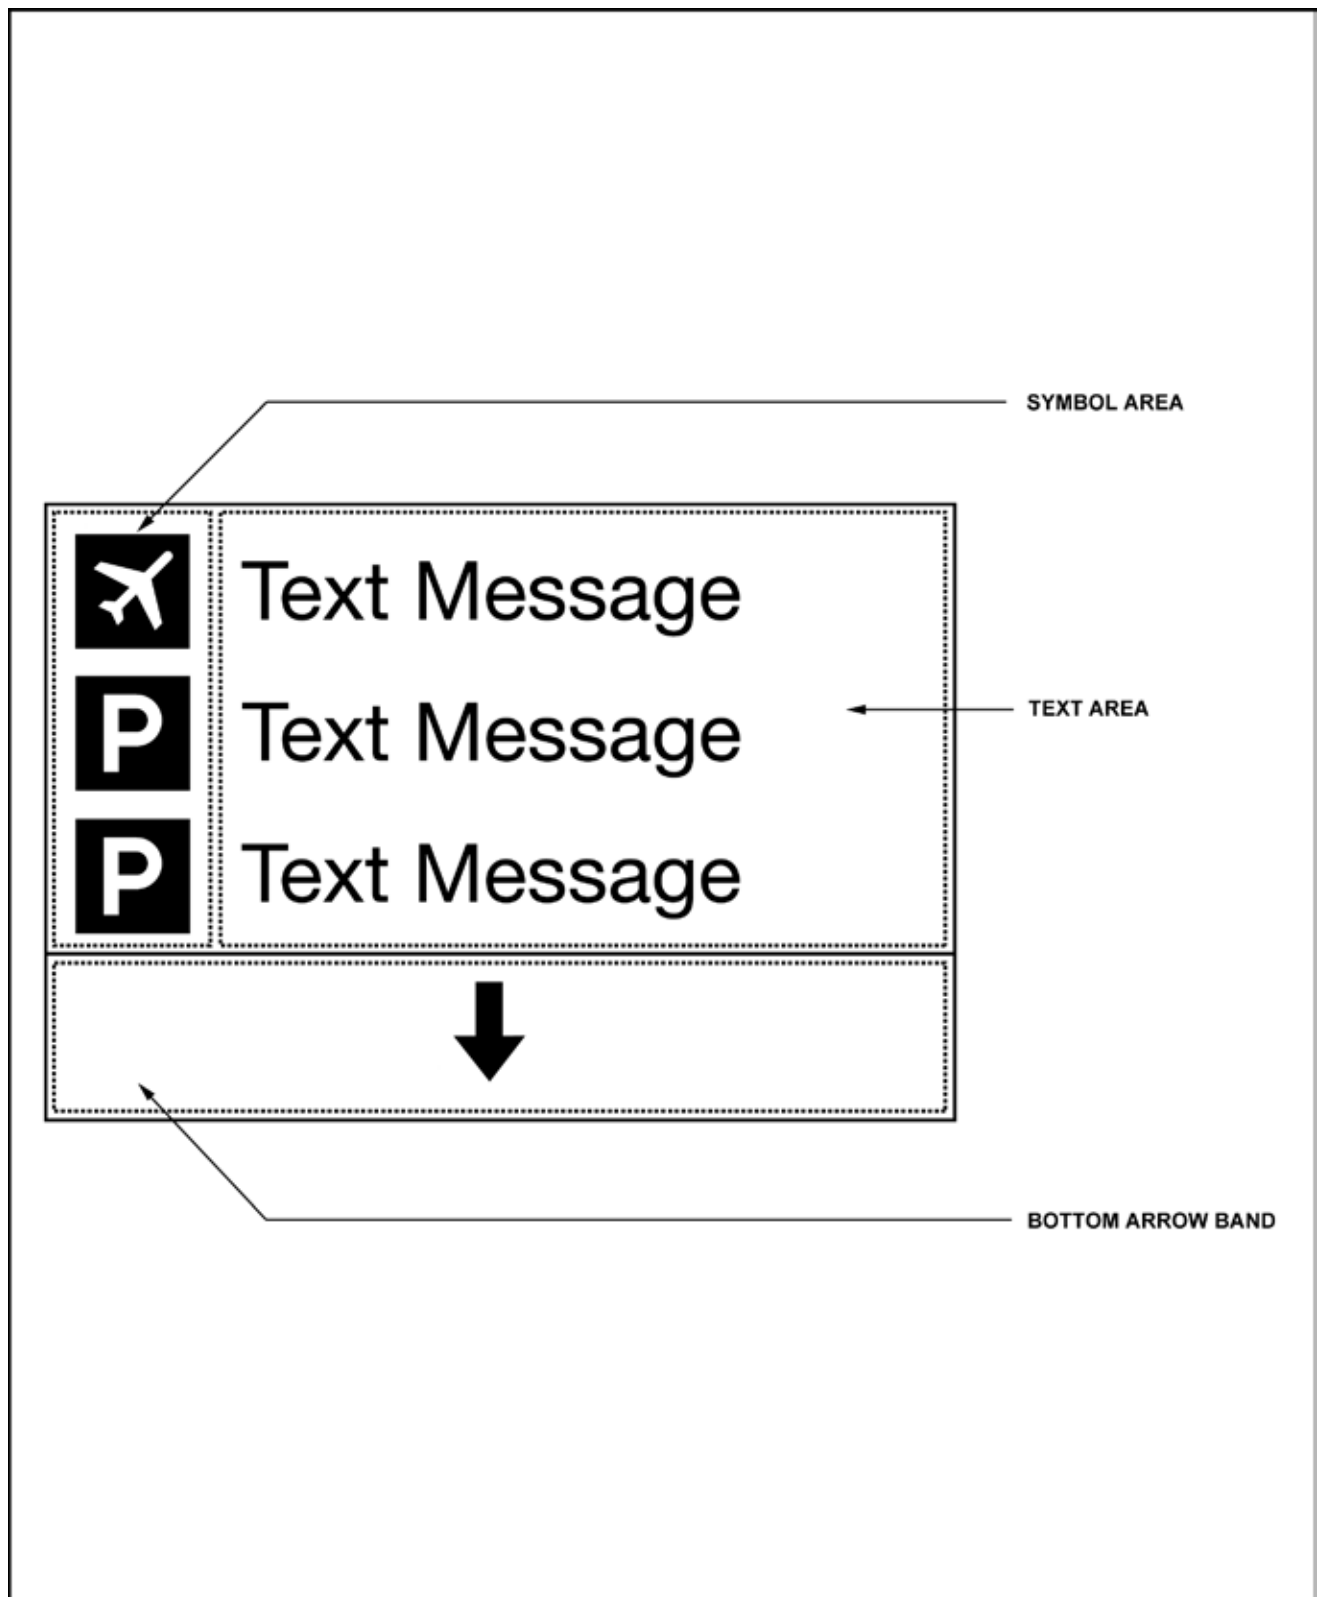 SYMBOL AREA
Text Message
P Text Message
TEXT AREA
P Text Message
BOTTOM ARROW BAND